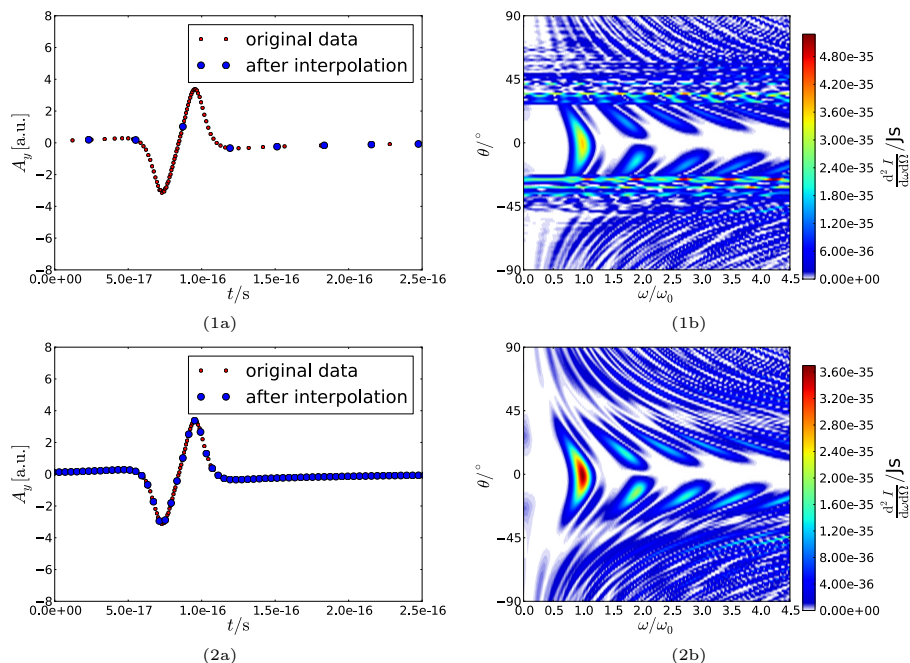 8
6
4
2
0
−2
−4
−6
−8
A_y [a.u.]
original data
after interpolation
0.0e+00 5.0e-17 1.0e-16 1.5e-16 2.0e-16 2.5e-16
t/s
(1a)
90
45
0
−45
−90
θ/°
0.0 0.5 1.0 1.5 2.0 2.5 3.0 3.5 4.0 4.5
ω/ω₀
4.80e-35
4.20e-35
3.60e-35
3.00e-35
2.40e-35
1.80e-35
1.20e-35
6.00e-36
0.00e+00
d² I / dωdΩ /Js
(1b)
8
6
4
2
0
−2
−4
−6
−8
A_y [a.u.]
original data
after interpolation
0.0e+00 5.0e-17 1.0e-16 1.5e-16 2.0e-16 2.5e-16
t/s
(2a)
90
45
0
−45
−90
θ/°
0.0 0.5 1.0 1.5 2.0 2.5 3.0 3.5 4.0 4.5
ω/ω₀
3.60e-35
3.20e-35
2.80e-35
2.40e-35
2.00e-35
1.60e-35
1.20e-35
8.00e-36
4.00e-36
0.00e+00
d² I / dωdΩ /Js
(2b)